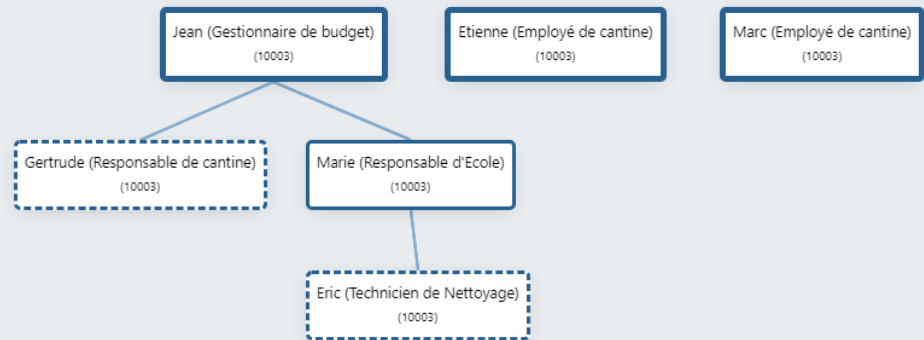 Jean (Gestionnaire de budget)
(10003)
Etienne (Employé de cantine)
(10003)
Marc (Employé de cantine)
(10003)
Gertrude (Responsable de cantine)
(10003)
Marie (Responsable d'Ecole)
(10003)
Eric (Technicien de Nettoyage)
(10003)